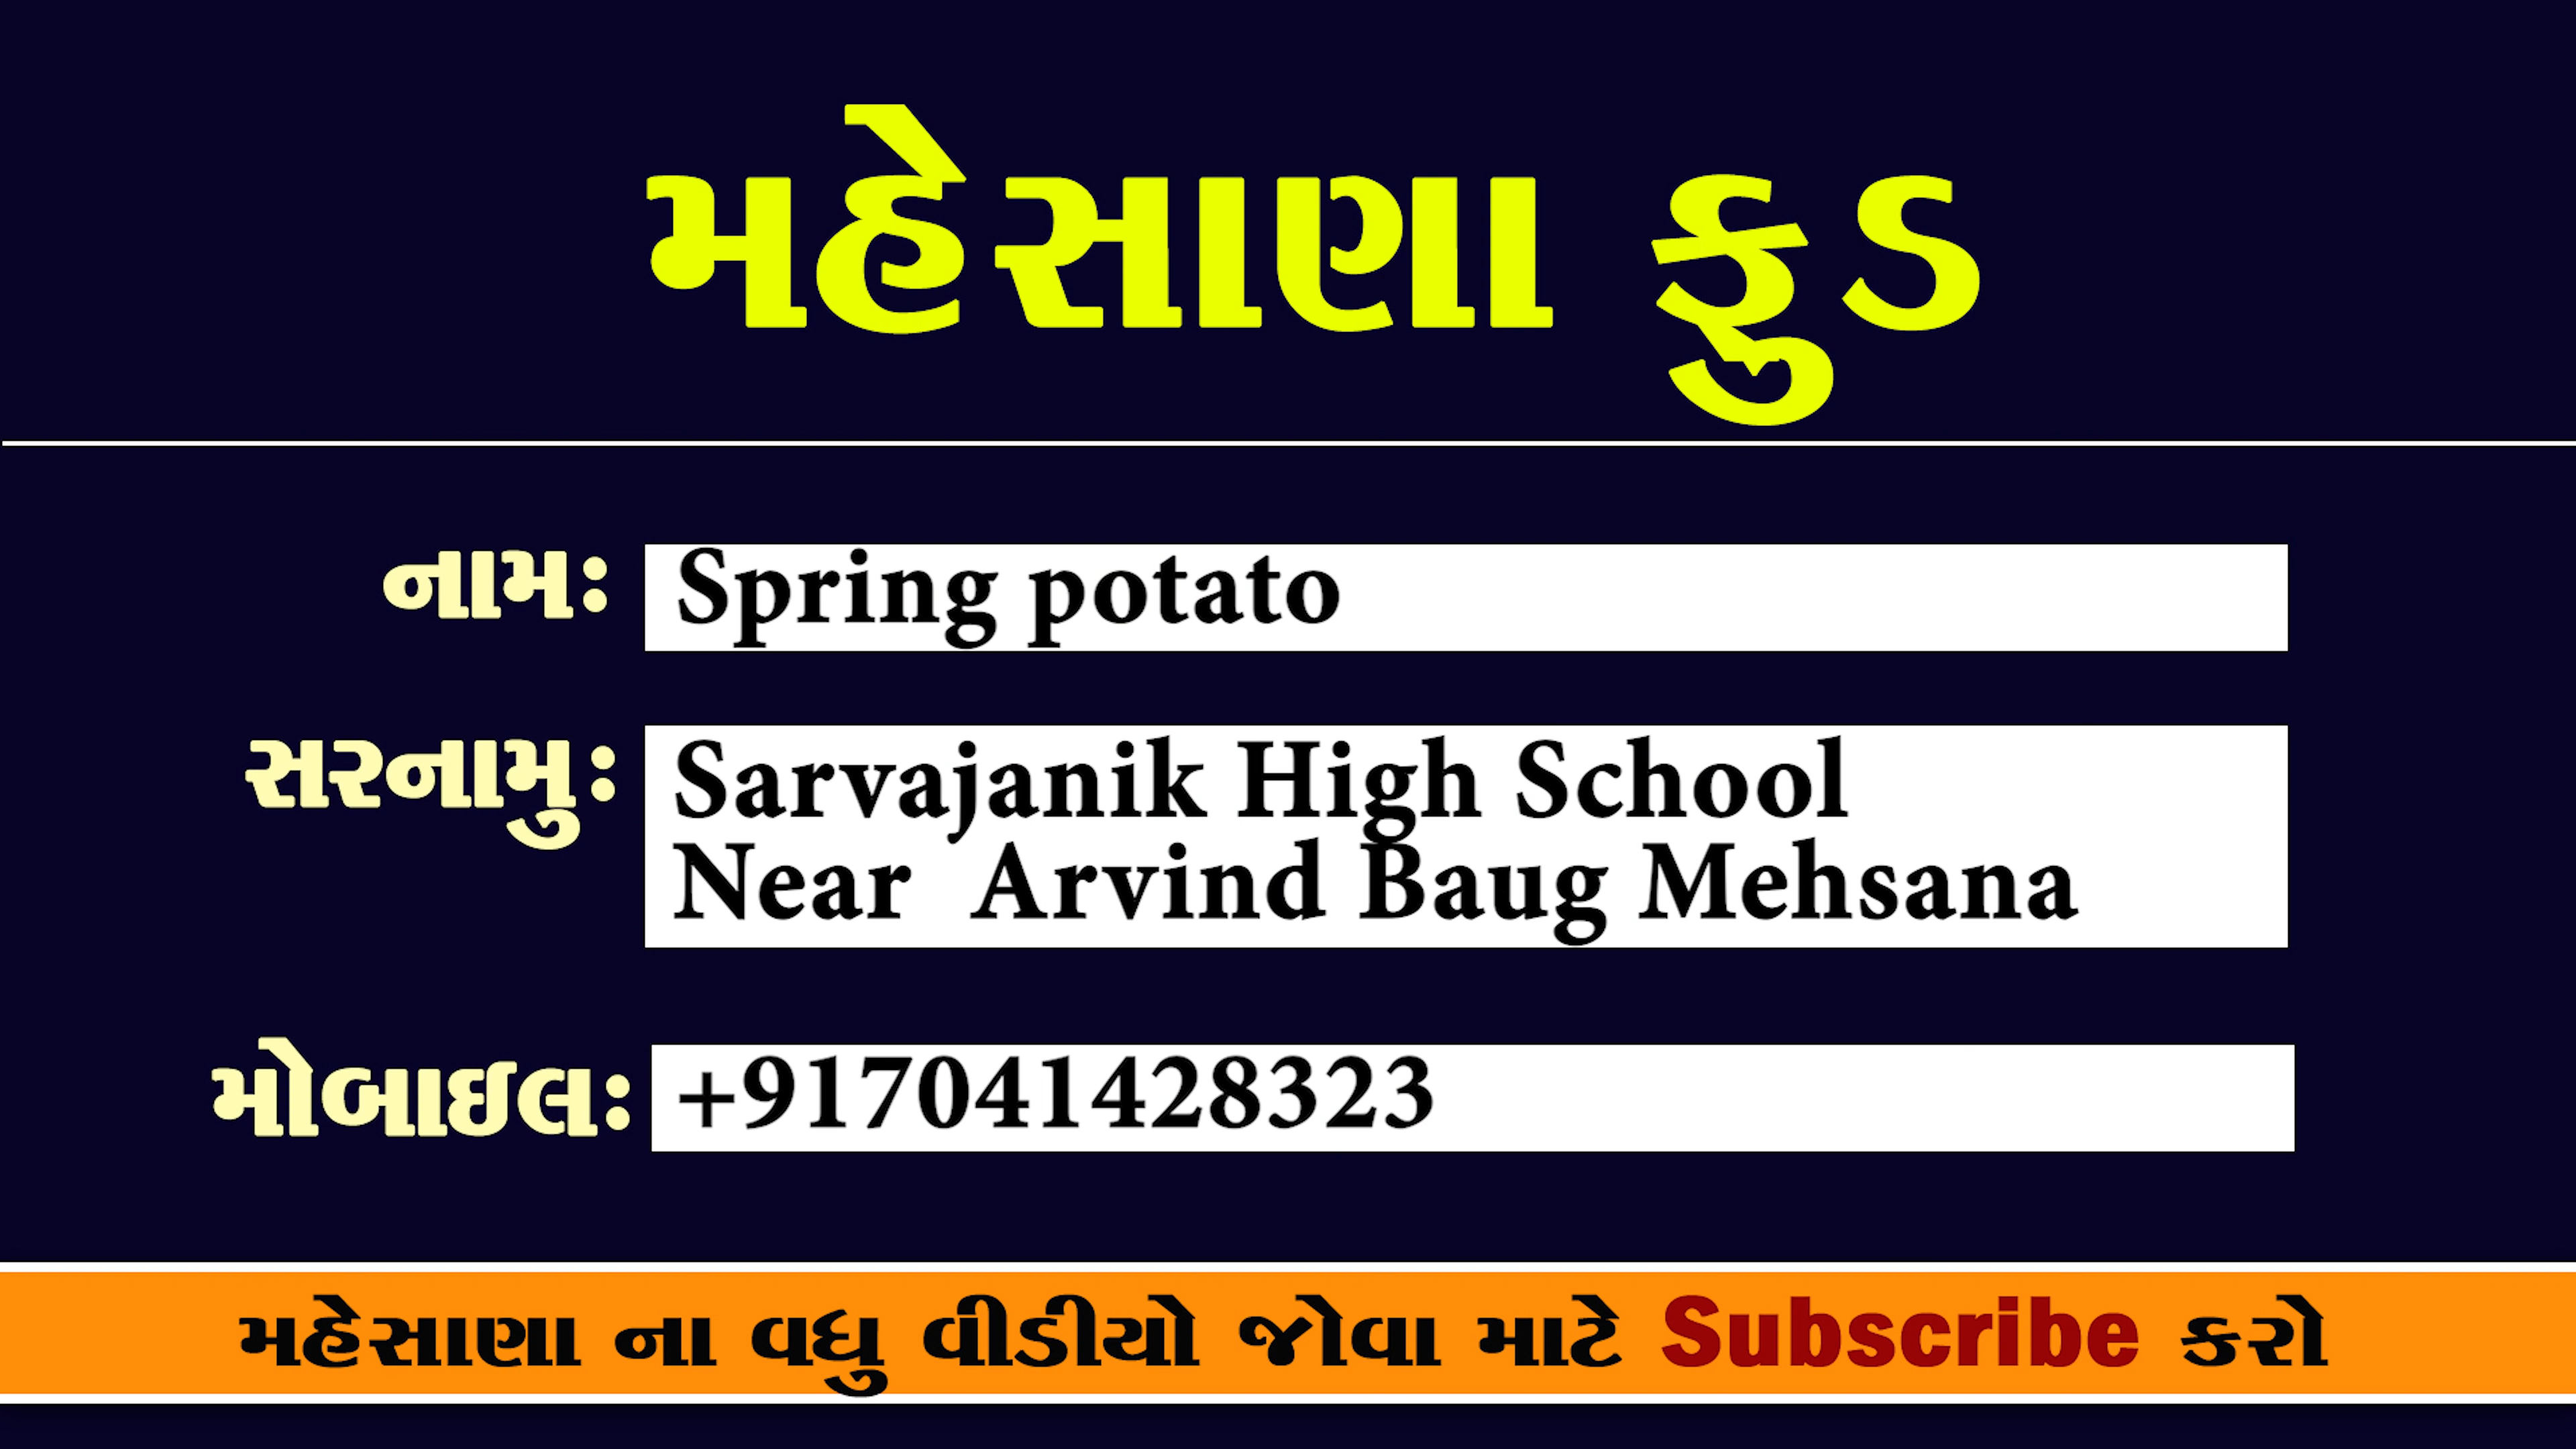 મહેસાણા ફુડ
નામઃ Spring potato
સરનામુઃ Sarvajanik High School
Near Arvind Baug Mehsana
મોબાઇલઃ +917041428323
મહેસાણા ના વધુ વીડીયો જોવા માટે Subscribe કરો